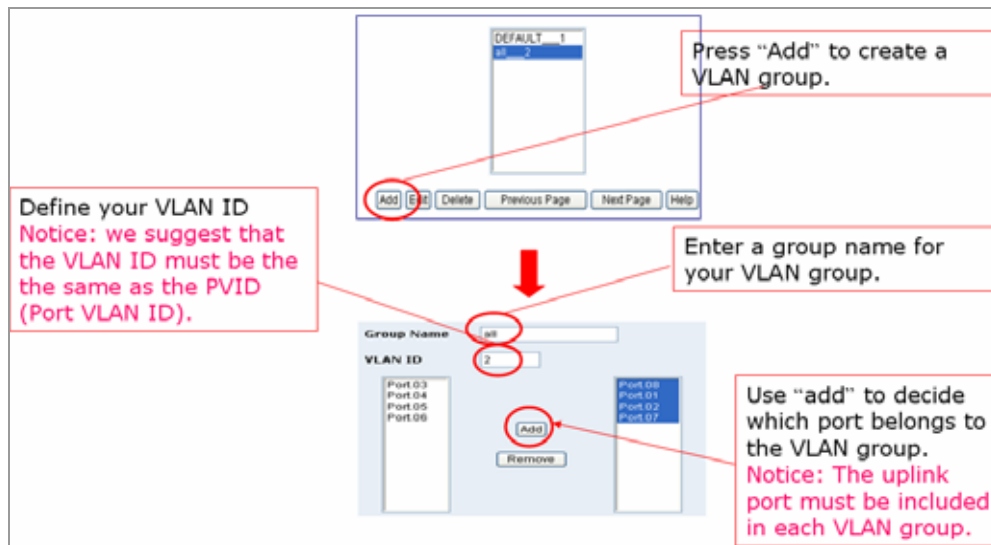 DEFAULT___1
all___2
Press “Add” to create a
VLAN group.
Add Edit Delete Previous Page Next Page Help
Define your VLAN ID
Notice: we suggest that
the VLAN ID must be the
the same as the PVID
(Port VLAN ID).
Enter a group name for
your VLAN group.
Group Name all
VLAN ID 2
Port.03
Port.04
Port.05
Port.06
Add
Remove
Port.08
Port.01
Port.02
Port.07
Use “add” to decide
which port belongs to
the VLAN group.
Notice: The uplink
port must be included
in each VLAN group.